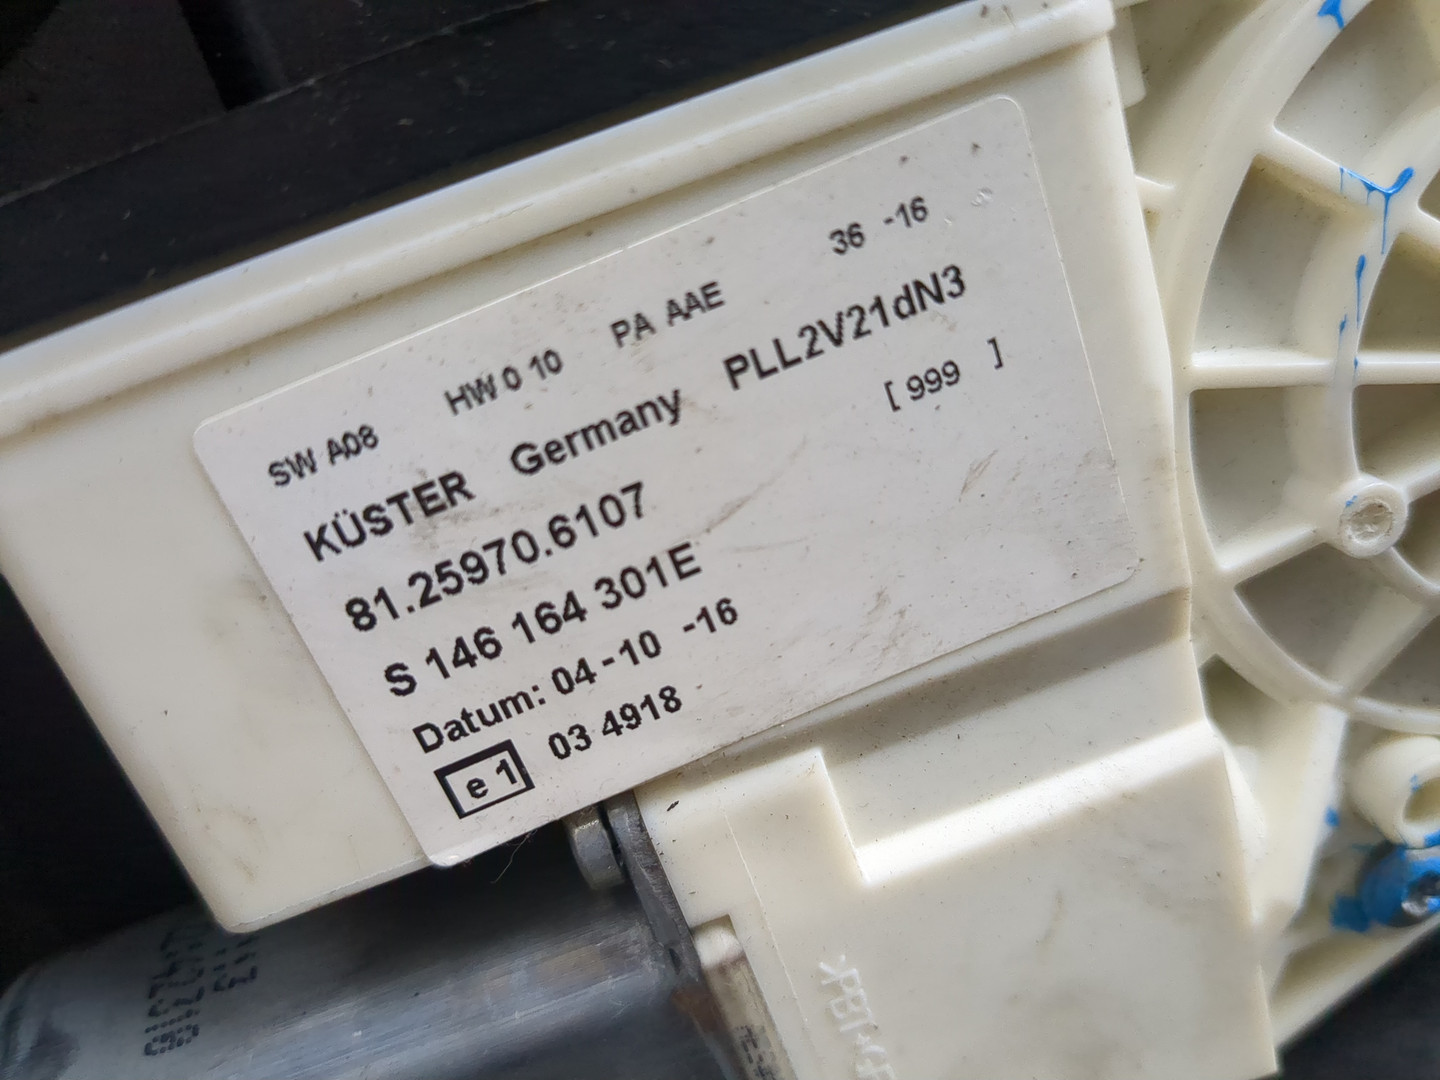 SW A08 HW 0 10 PA AAE 36 -16
KÜSTER Germany PLL2V21dN3
81.25970.6107 [ 999 ]
S 146 164 301E
Datum: 04-10 -16
e 1 03 4918